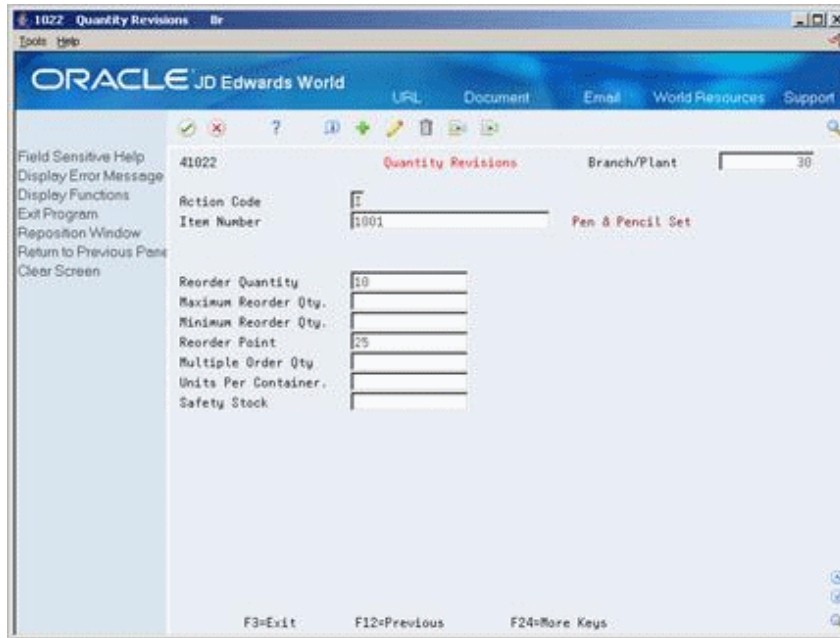 1022 Quantity Revisions Br
Tools Help
ORACLE JD Edwards World
URL Document Email World Resources Support
Field Sensitive Help
Display Error Message
Display Functions
Exit Program
Reposition Window
Return to Previous Pane
Clear Screen
41022 Quantity Revisions Branch/Plant 30
Action Code I
Item Number 1001 Pen & Pencil Set
Reorder Quantity 10
Maximum Reorder Qty.
Minimum Reorder Qty.
Reorder Point 25
Multiple Order Qty
Units Per Container.
Safety Stock
F3=Exit F12=Previous F24=More Keys